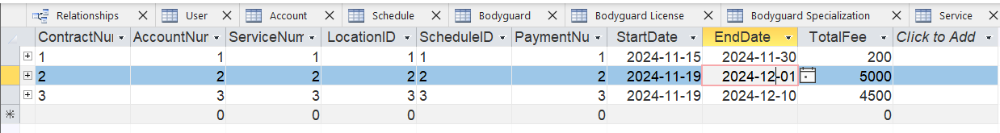 Relationships User Account Schedule Bodyguard Bodyguard License Bodyguard Specialization Service
ContractNum AccountNum ServiceNum LocationID ScheduleID PaymentNu StartDate EndDate TotalFee Click to Add
1 1 1 1 1 1 2024-11-15 2024-11-30 200
2 2 2 2 2 2 2024-11-19 2024-12-01 5000
3 3 3 3 3 3 2024-11-19 2024-12-10 4500
0 0 0 0 0